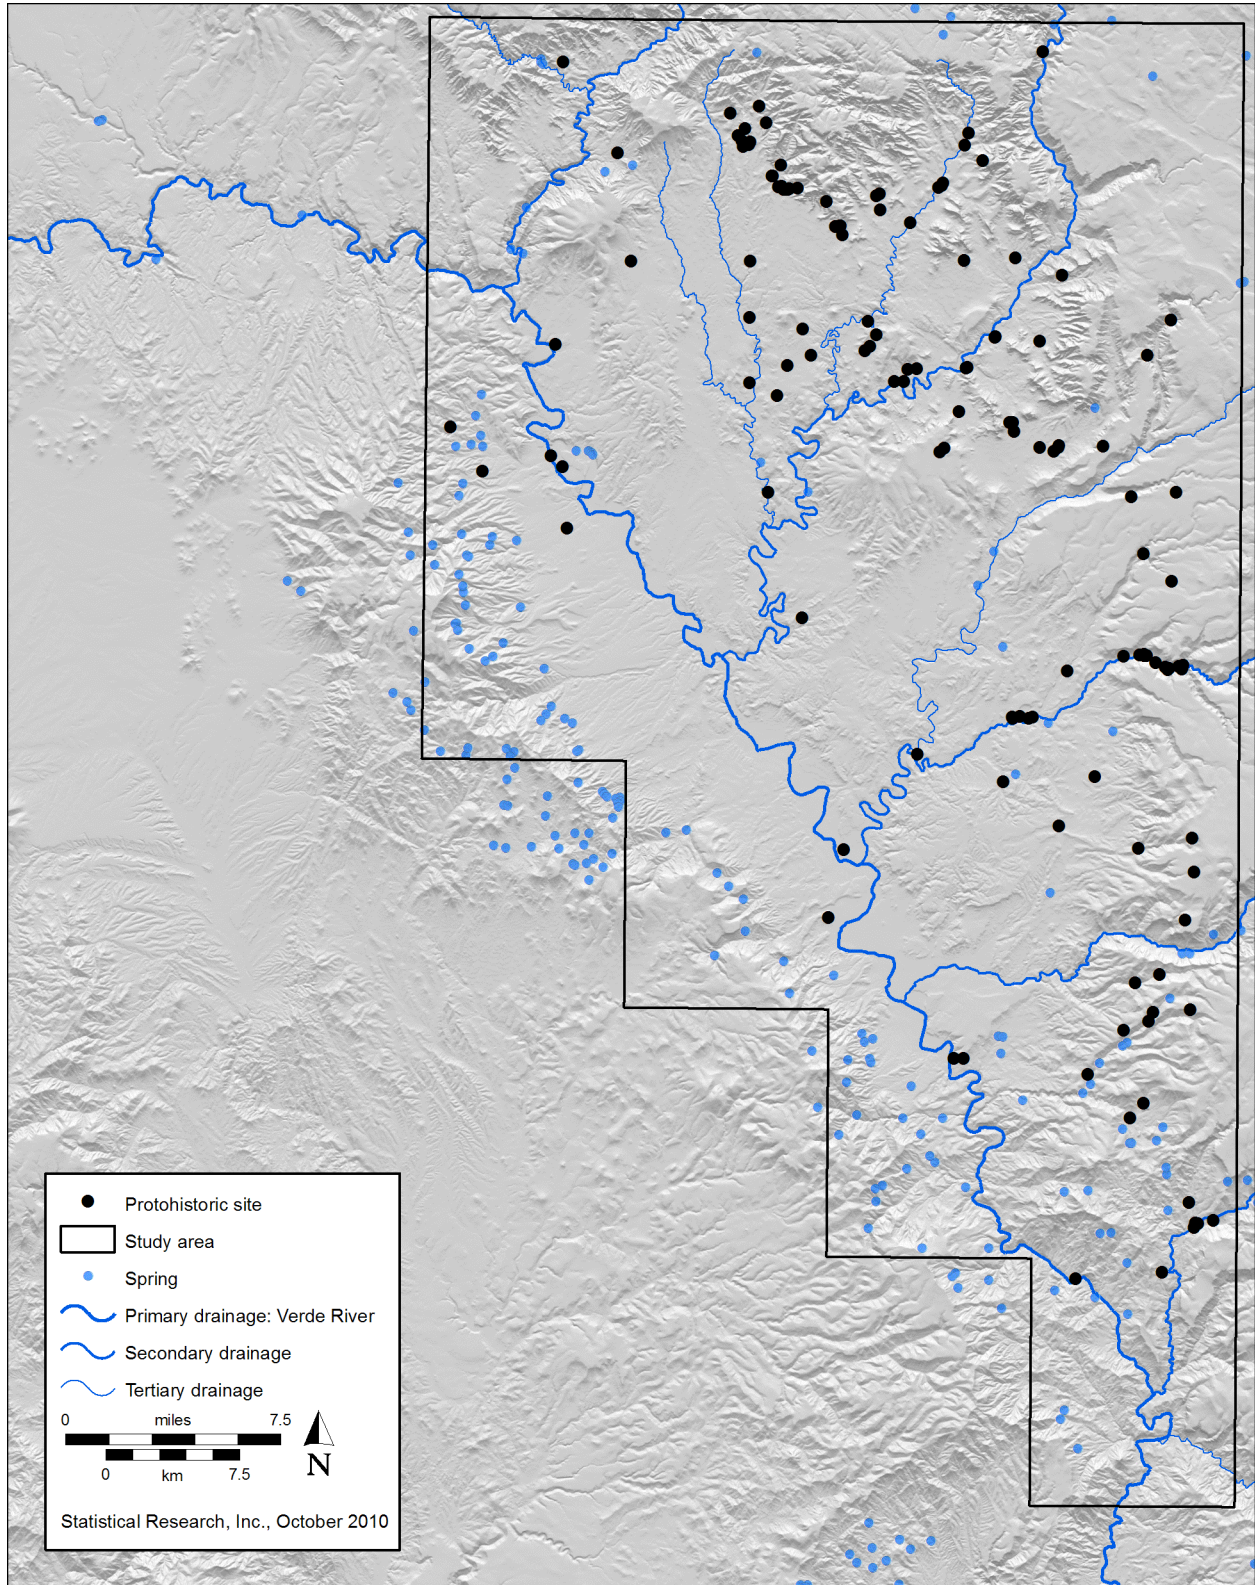 Protohistoric site
Study area
Spring
Primary drainage: Verde River
Secondary drainage
Tertiary drainage
0 miles 7.5
0 km 7.5
N
Statistical Research, Inc., October 2010